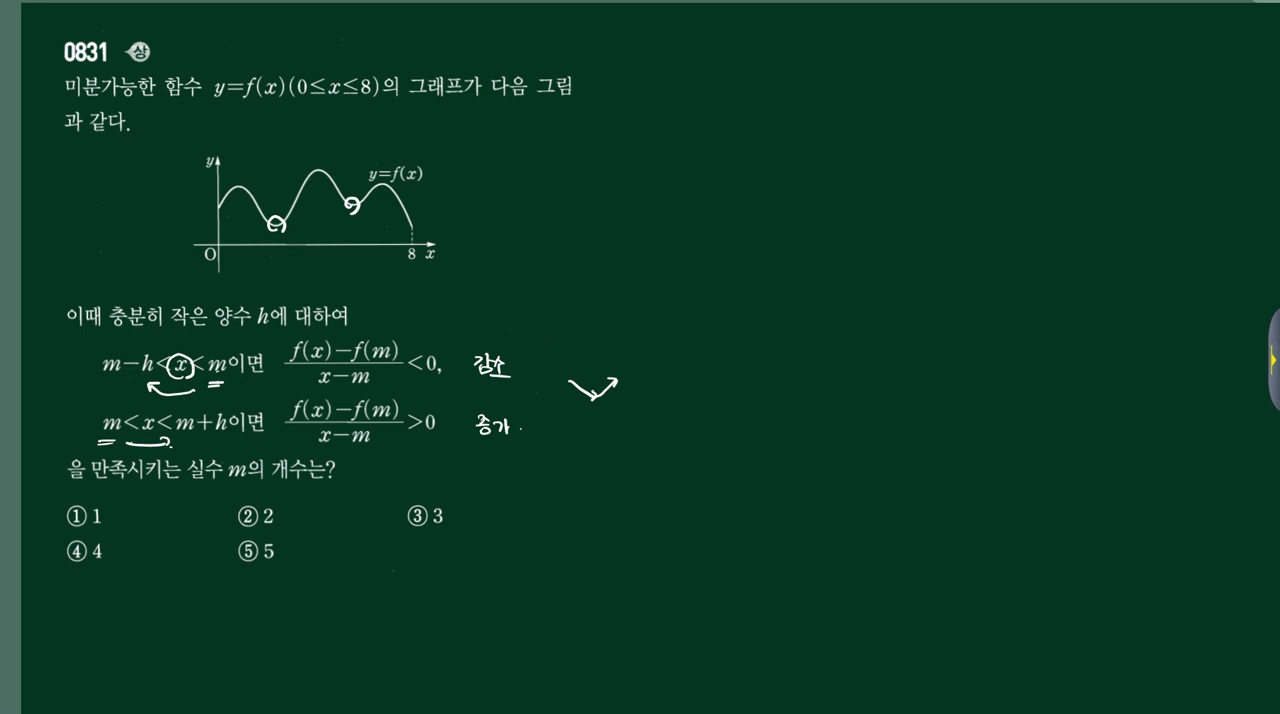 0831 상
미분가능한 함수 y=f(x)(0≤x≤8)의 그래프가 다음 그림
과 같다.
y
y=f(x)
O 8 x
이때 충분히 작은 양수 h에 대하여
m-h<x<m이면 \frac{f(x)-f(m)}{x-m}<0, 감소
m<x<m+h이면 \frac{f(x)-f(m)}{x-m}>0 증가.
을 만족시키는 실수 m의 개수는?
① 1 ② 2 ③ 3
④ 4 ⑤ 5